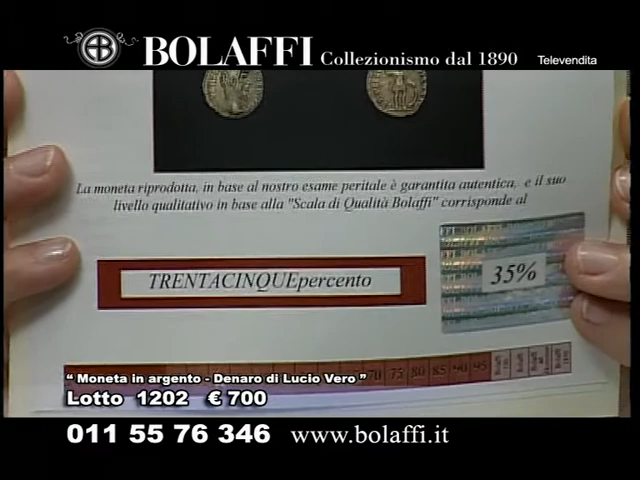 BOLAFFI Collezionismo dal 1890 Televendita
La moneta riprodotta, in base al nostro esame peritale è garantita autentica, e il suo
livello qualitativo in base alla "Scala di Qualità Bolaffi" corrisponde al
TRENTACINQUEpercento
35%
70 75 80 85 90 95
“ Moneta in argento - Denaro di Lucio Vero ”
Lotto 1202 € 700
011 55 76 346 www.bolaffi.it